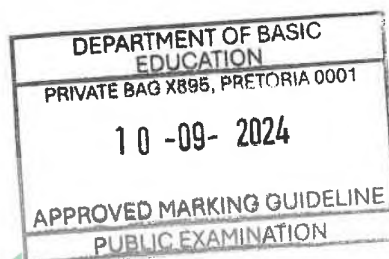 DEPARTMENT OF BASIC
EDUCATION
PRIVATE BAG X895, PRETORIA 0001
10 -09- 2024
APPROVED MARKING GUIDELINE
PUBLIC EXAMINATION